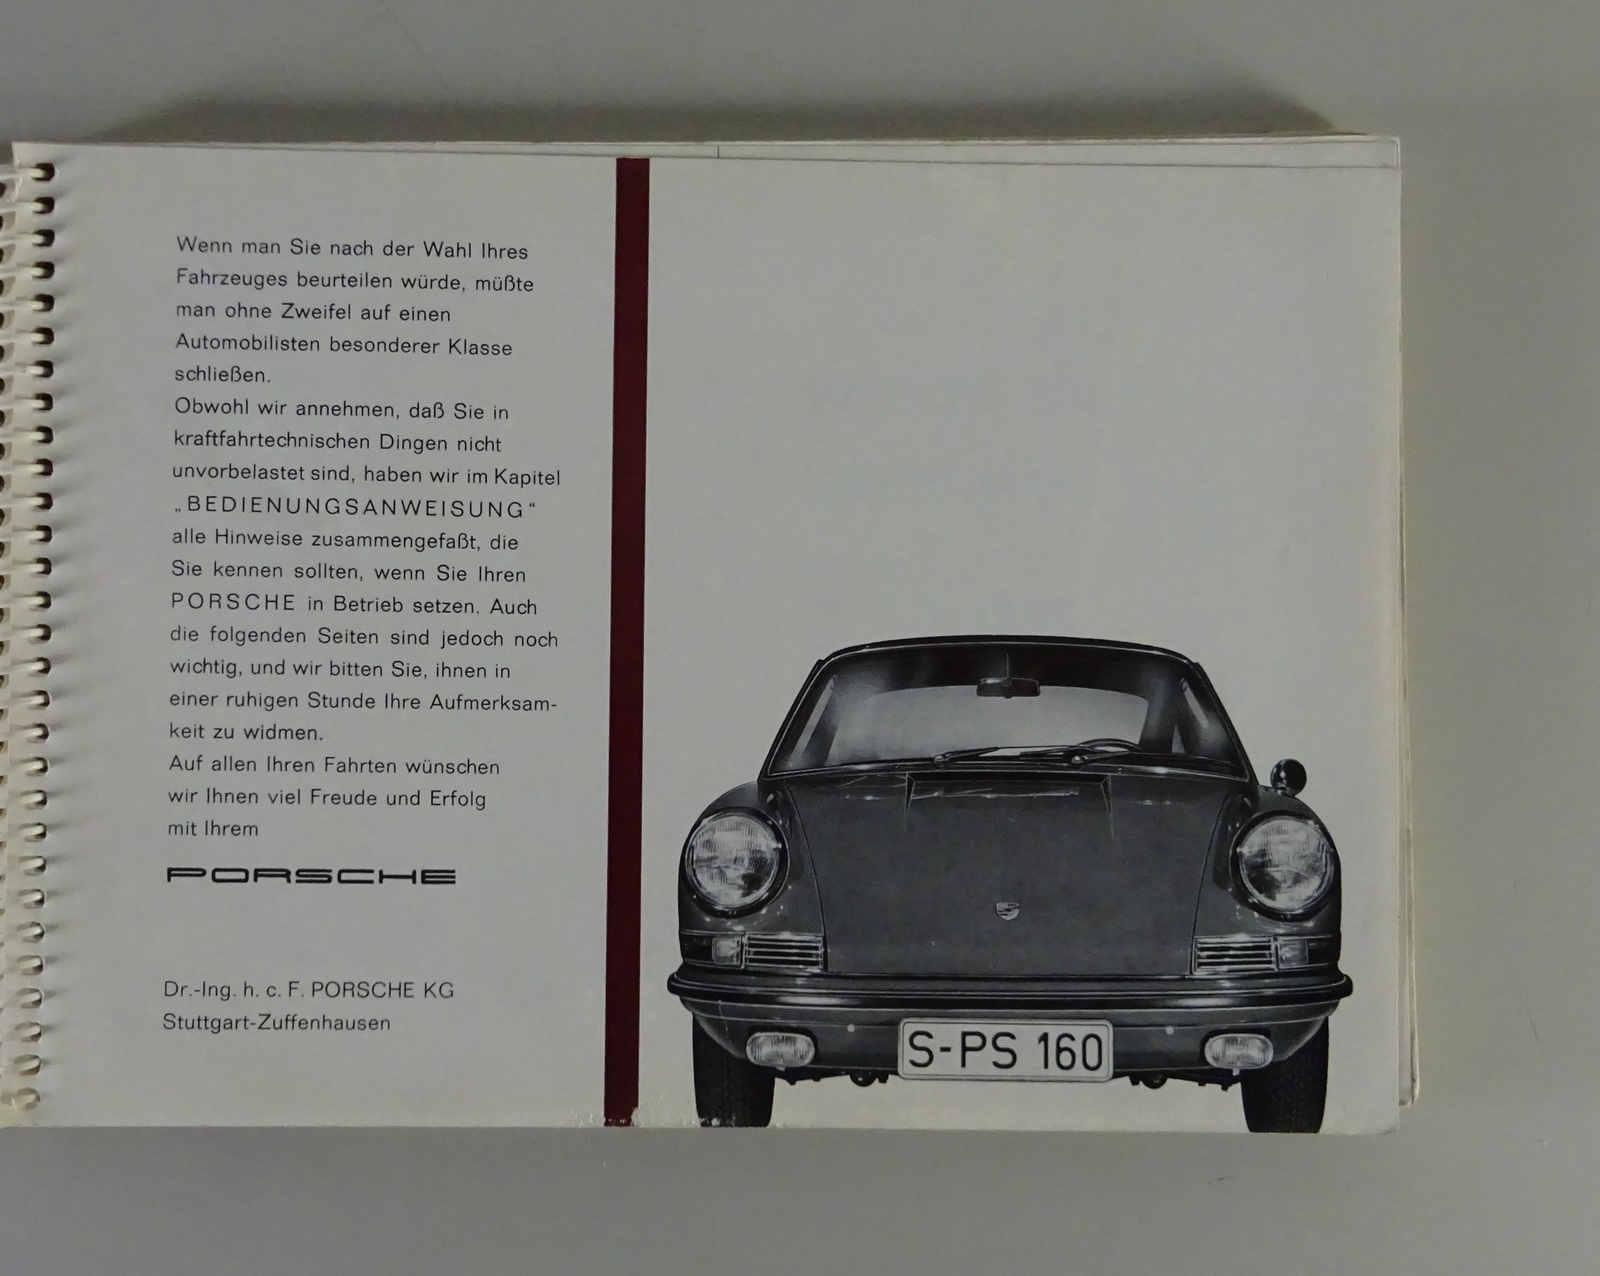 Wenn man Sie nach der Wahl Ihres
Fahrzeuges beurteilen würde, müßte
man ohne Zweifel auf einen
Automobilisten besonderer Klasse
schließen.
Obwohl wir annehmen, daß Sie in
kraftfahrtechnischen Dingen nicht
unvorbelastet sind, haben wir im Kapitel
„BEDIENUNGSANWEISUNG“
alle Hinweise zusammengefaßt, die
Sie kennen sollten, wenn Sie Ihren
PORSCHE in Betrieb setzen. Auch
die folgenden Seiten sind jedoch noch
wichtig, und wir bitten Sie, ihnen in
einer ruhigen Stunde Ihre Aufmerksam-
keit zu widmen.
Auf allen Ihren Fahrten wünschen
wir Ihnen viel Freude und Erfolg
mit Ihrem
PORSCHE
Dr.-Ing. h. c. F. PORSCHE KG
Stuttgart-Zuffenhausen
S-PS 160